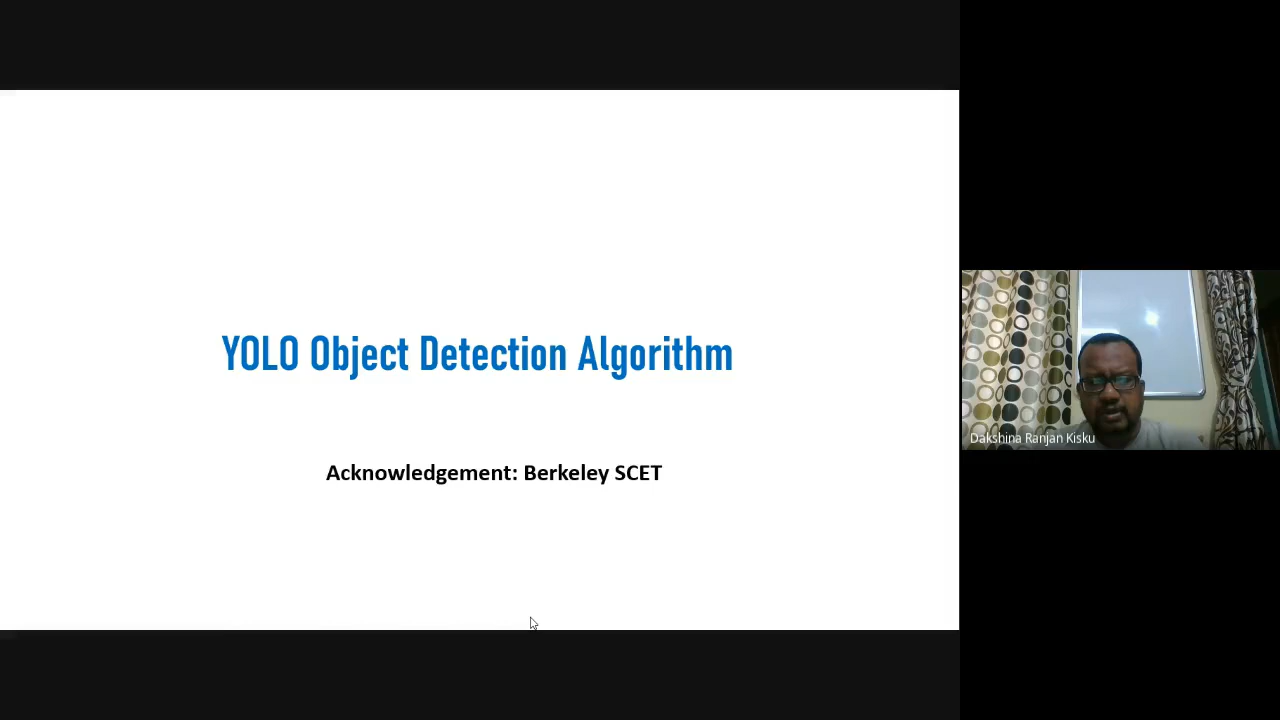 YOLO Object Detection Algorithm
Acknowledgement: Berkeley SCET
Dakshina Ranjan Kisku